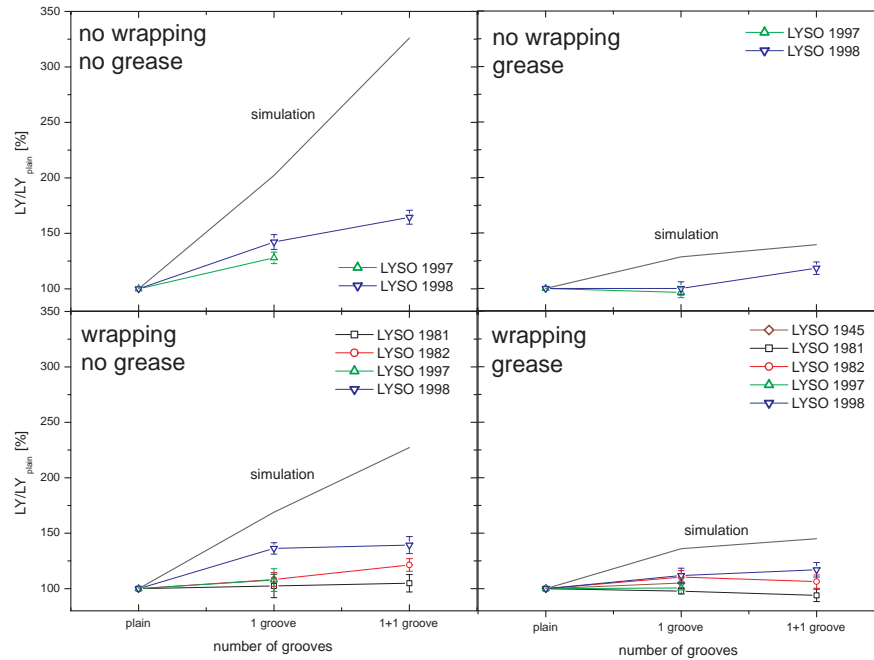 350
300
250
200
150
100
LY/LY_plain [%]
no wrapping
no grease
simulation
LYSO 1997
LYSO 1998
no wrapping
grease
LYSO 1997
LYSO 1998
simulation
350
300
250
200
150
100
LY/LY_plain [%]
wrapping
no grease
LYSO 1981
LYSO 1982
LYSO 1997
LYSO 1998
simulation
plain
1 groove
1+1 groove
number of grooves
wrapping
grease
LYSO 1945
LYSO 1981
LYSO 1982
LYSO 1997
LYSO 1998
simulation
plain
1 groove
1+1 groove
number of grooves